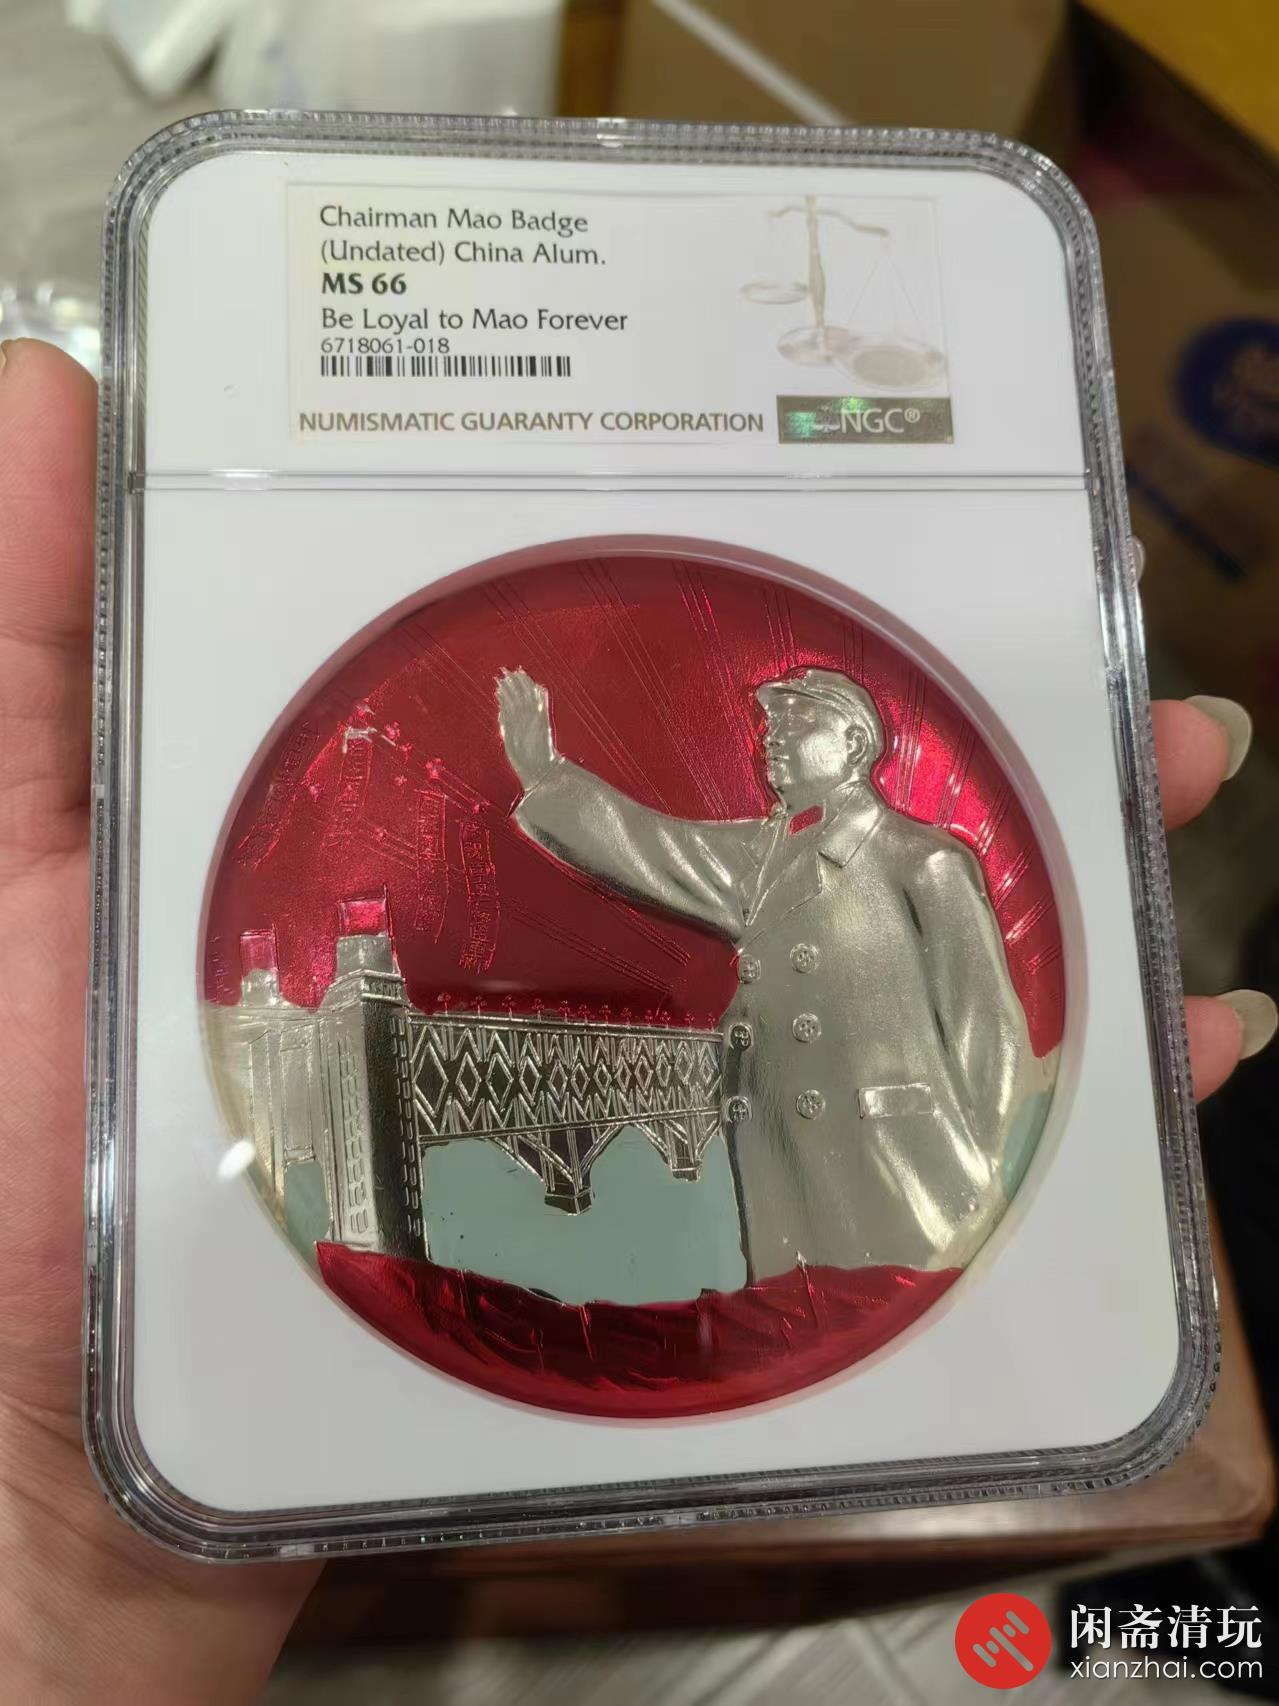 Chairman Mao Badge
(Undated) China Alum.
MS 66
Be Loyal to Mao Forever
6718061-018
NUMISMATIC GUARANTY CORPORATION
NGC®
闲斋清玩
xianzhai.com